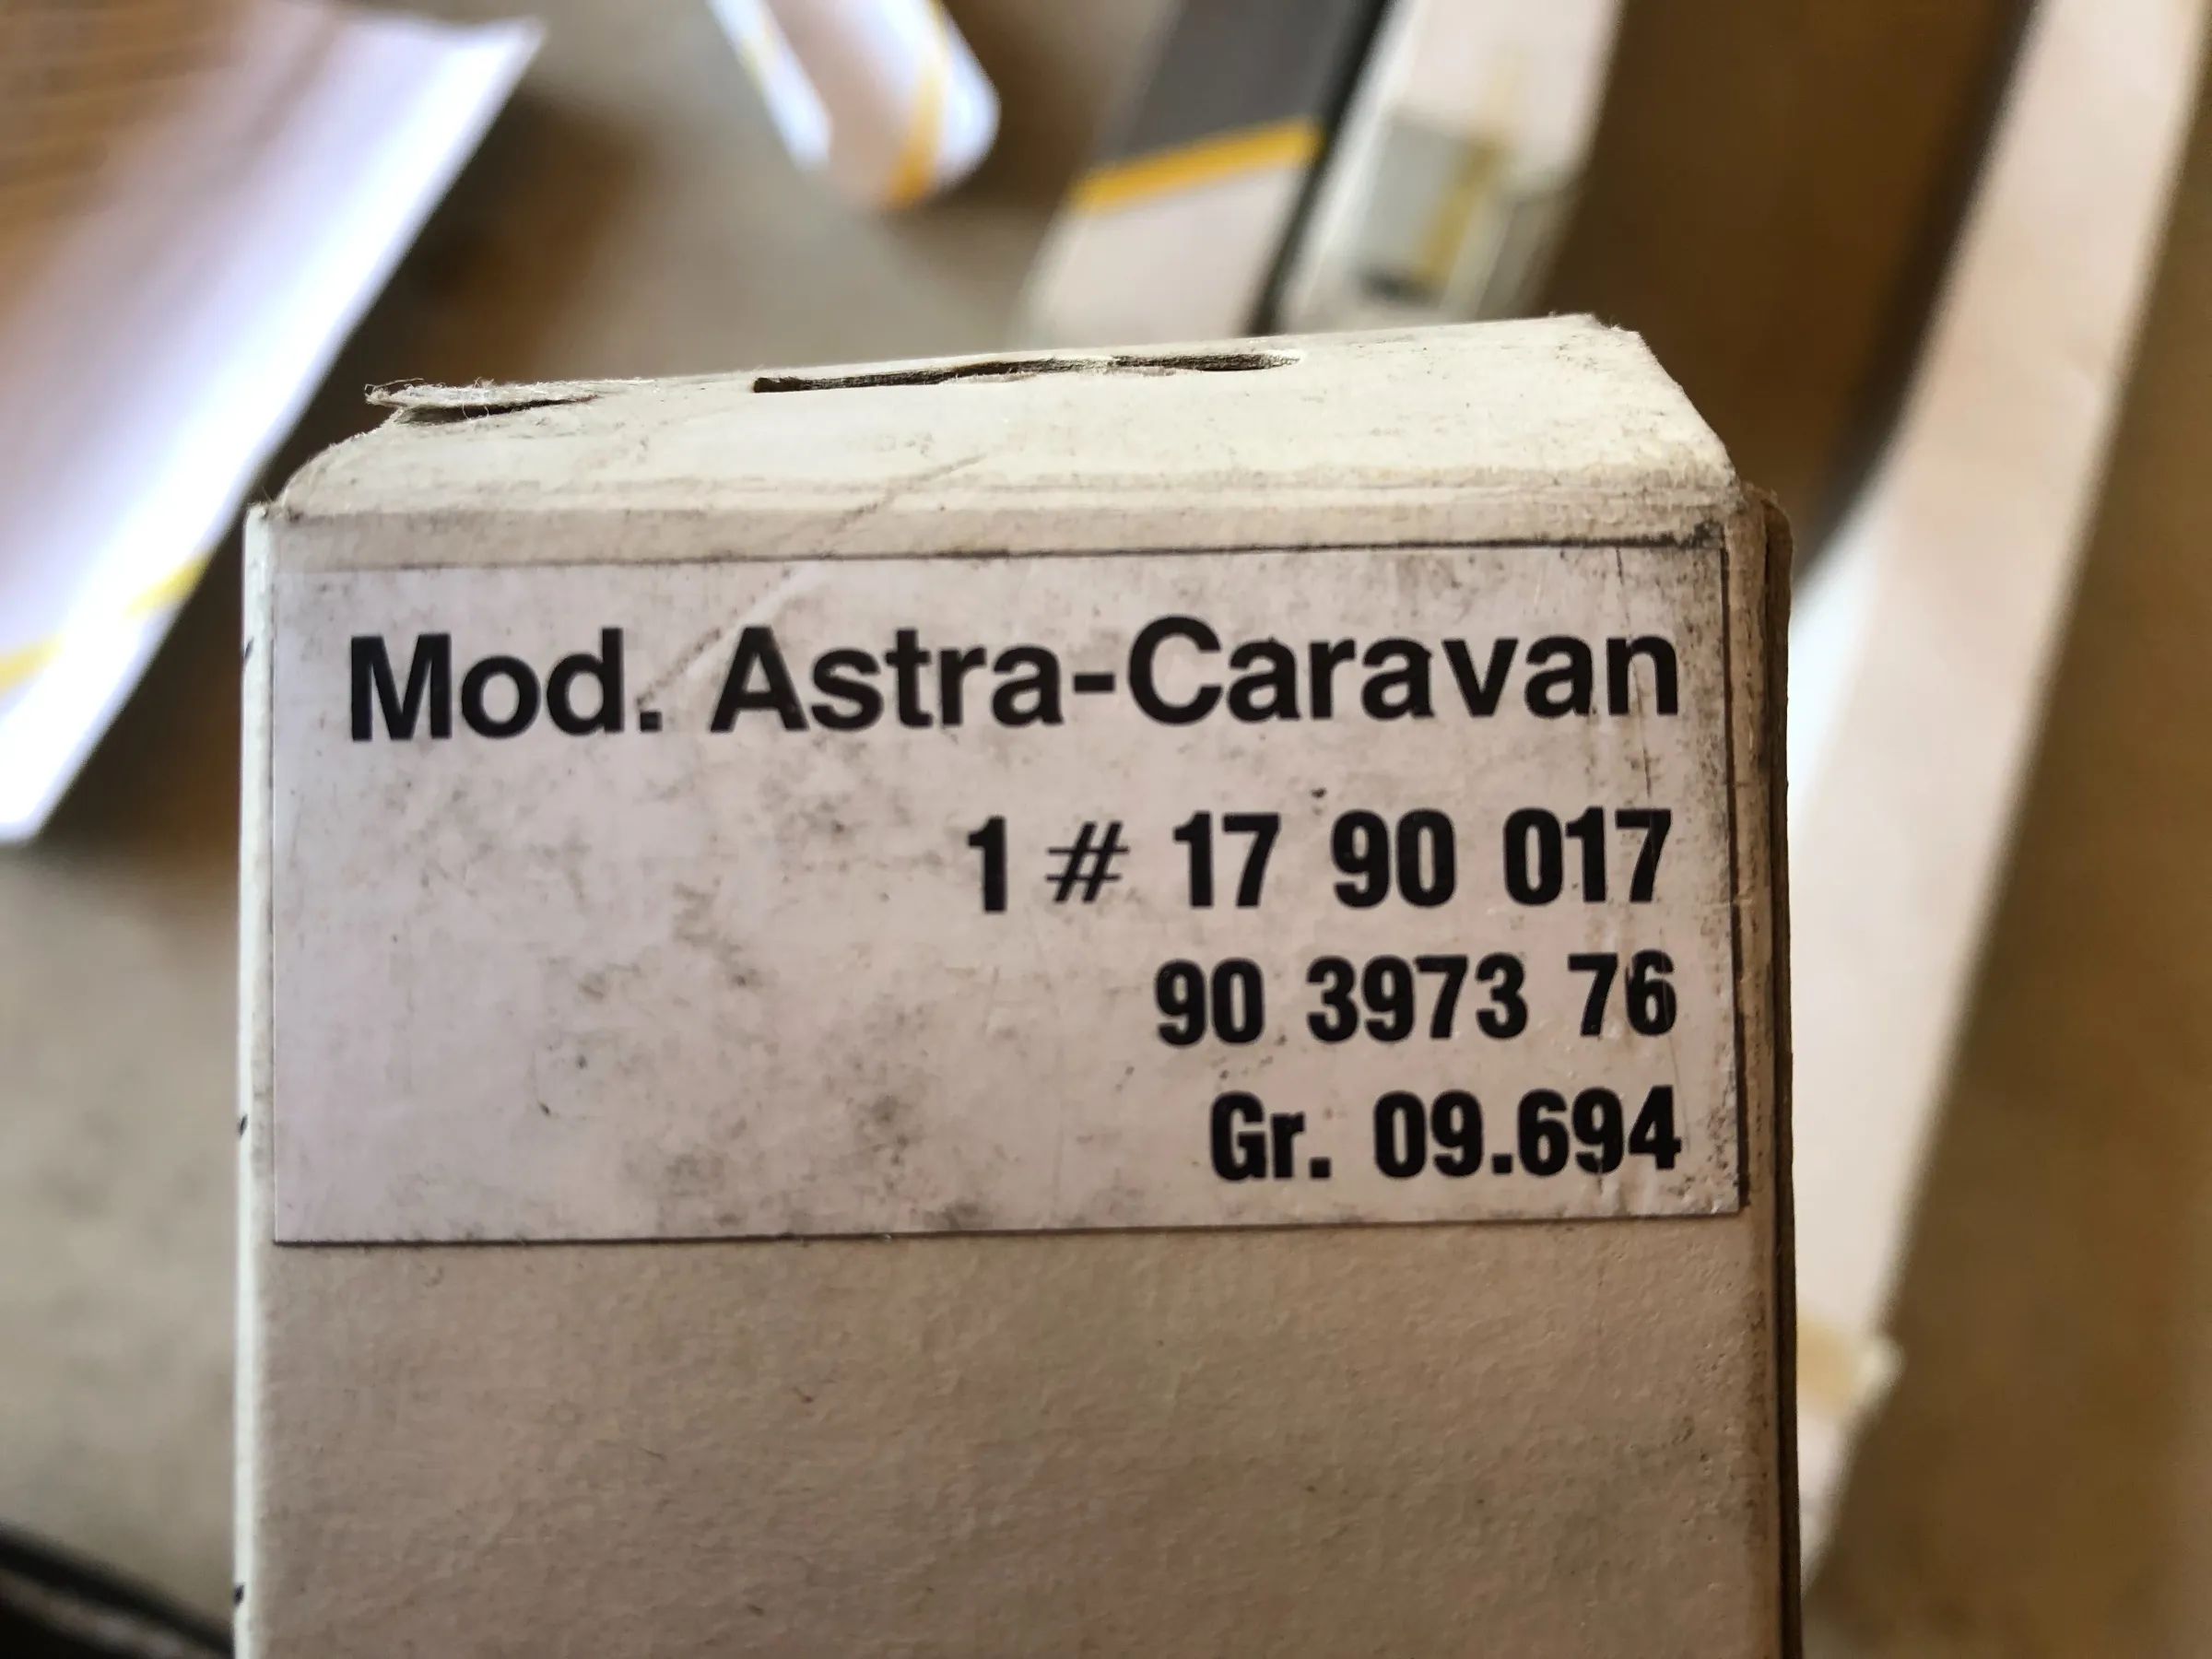 Mod. Astra-Caravan
1 # 17 90 017
90 3973 76
Gr. 09.694